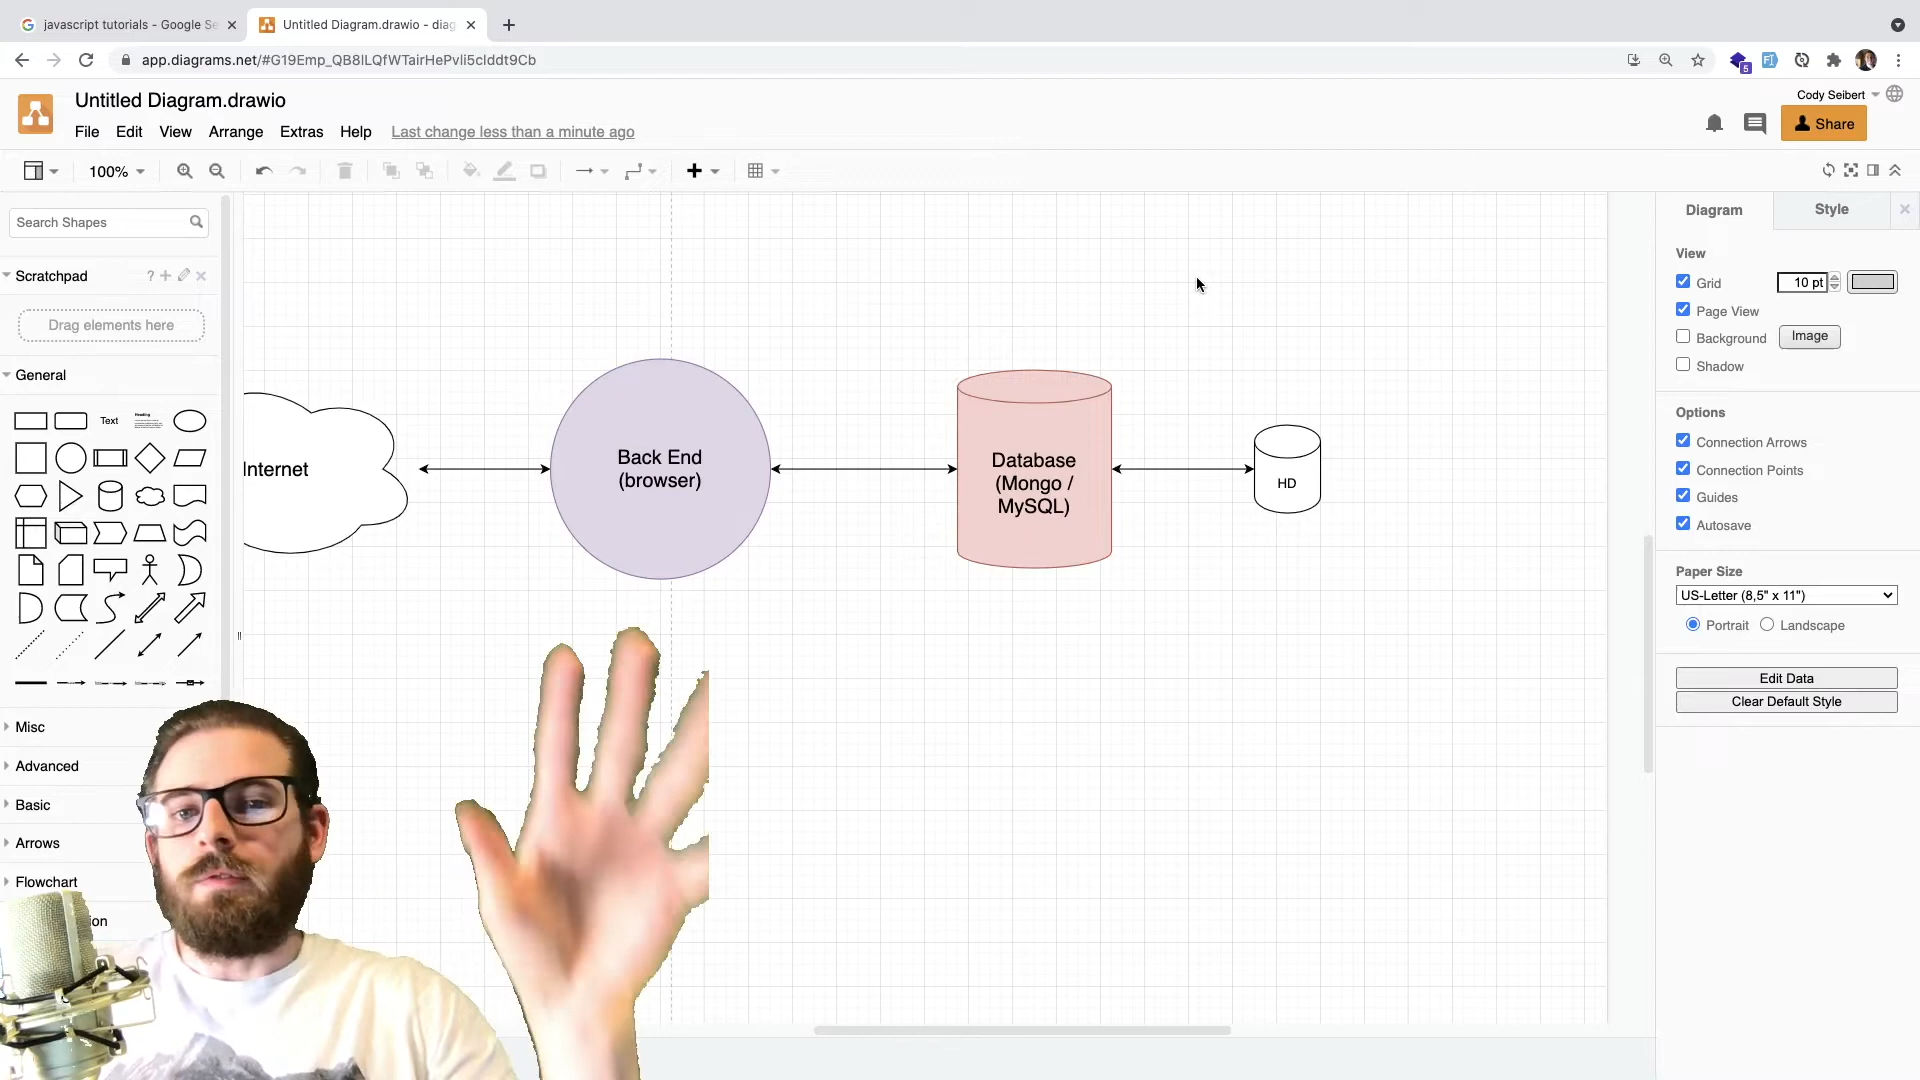 javascript tutorials - Google Se
Untitled Diagram.drawio - diag
app.diagrams.net/#G19Emp_QB8lLQfWTairHePvli5clddt9Cb
5
Untitled Diagram.drawio
Cody Seibert
File Edit View Arrange Extras Help Last change less than a minute ago
Share
100%
Search Shapes
Scratchpad
?
Drag elements here
General
Text
Heading
Misc
Advanced
Basic
Arrows
Flowchart
ion
Internet
Back End
(browser)
Database
(Mongo /
MySQL)
HD
Diagram Style
View
Grid 10 pt
Page View
Background Image
Shadow
Options
Connection Arrows
Connection Points
Guides
Autosave
Paper Size
US-Letter (8,5" x 11")
Portrait Landscape
Edit Data
Clear Default Style